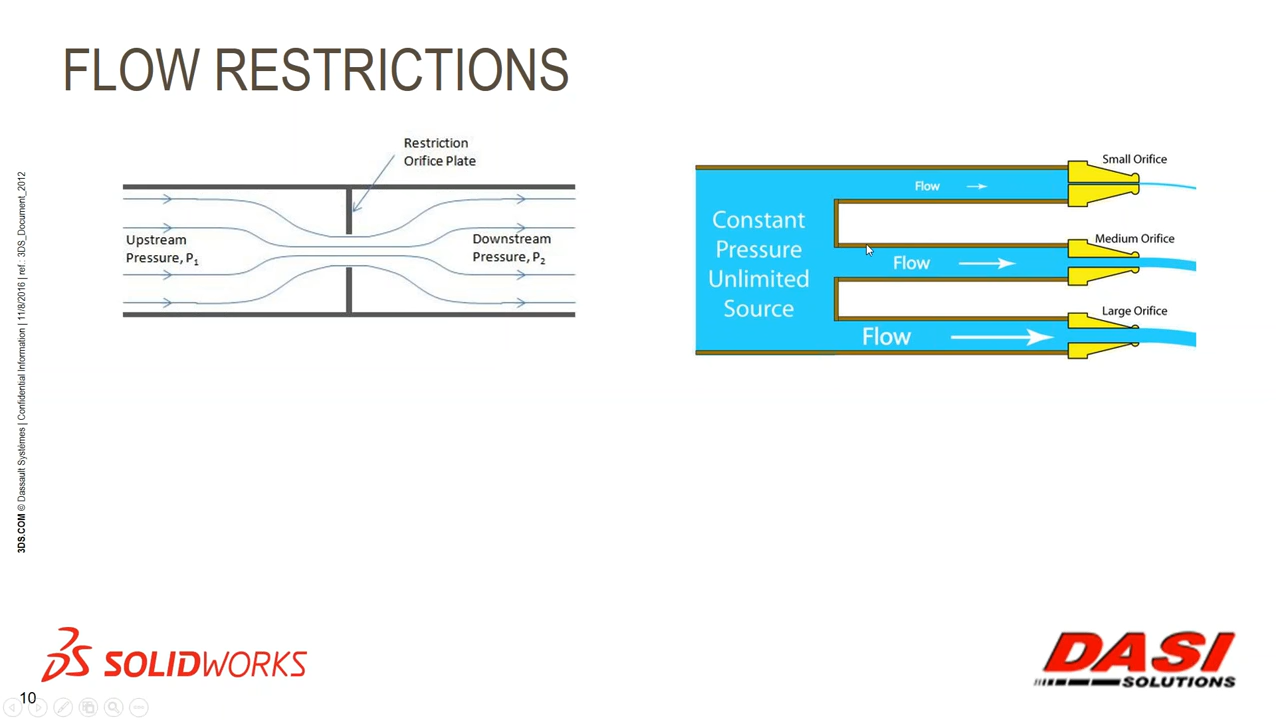 FLOW RESTRICTIONS
Restriction
Orifice Plate
Upstream
Pressure, P₁
Downstream
Pressure, P₂
Small Orifice
Flow
Constant
Pressure
Unlimited
Source
Medium Orifice
Flow
Large Orifice
Flow
3DS.COM © Dassault Systèmes | Confidential Information | 11/8/2016 | ref.: 3DS_Document_2012
3DS SOLIDWORKS
DASI
SOLUTIONS
10